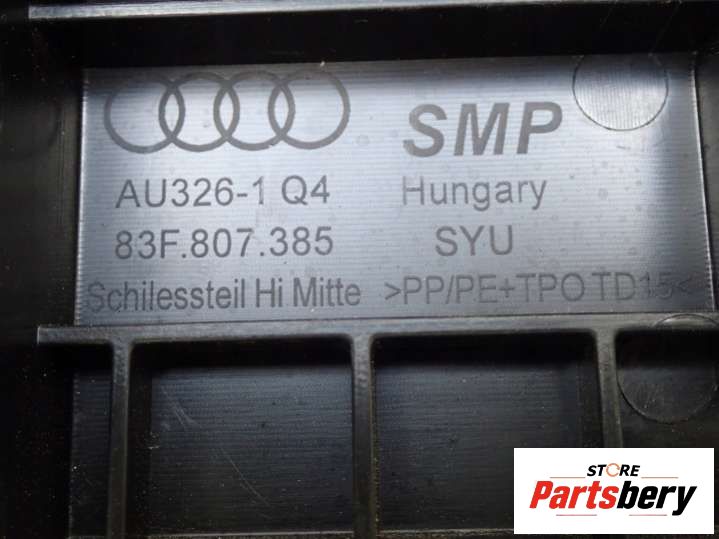 SMP
AU326-1 Q4 Hungary
83F.807.385 SYU
Schilessteil Hi Mitte >PP/PE+TPO TD15<
STORE
Partsbery